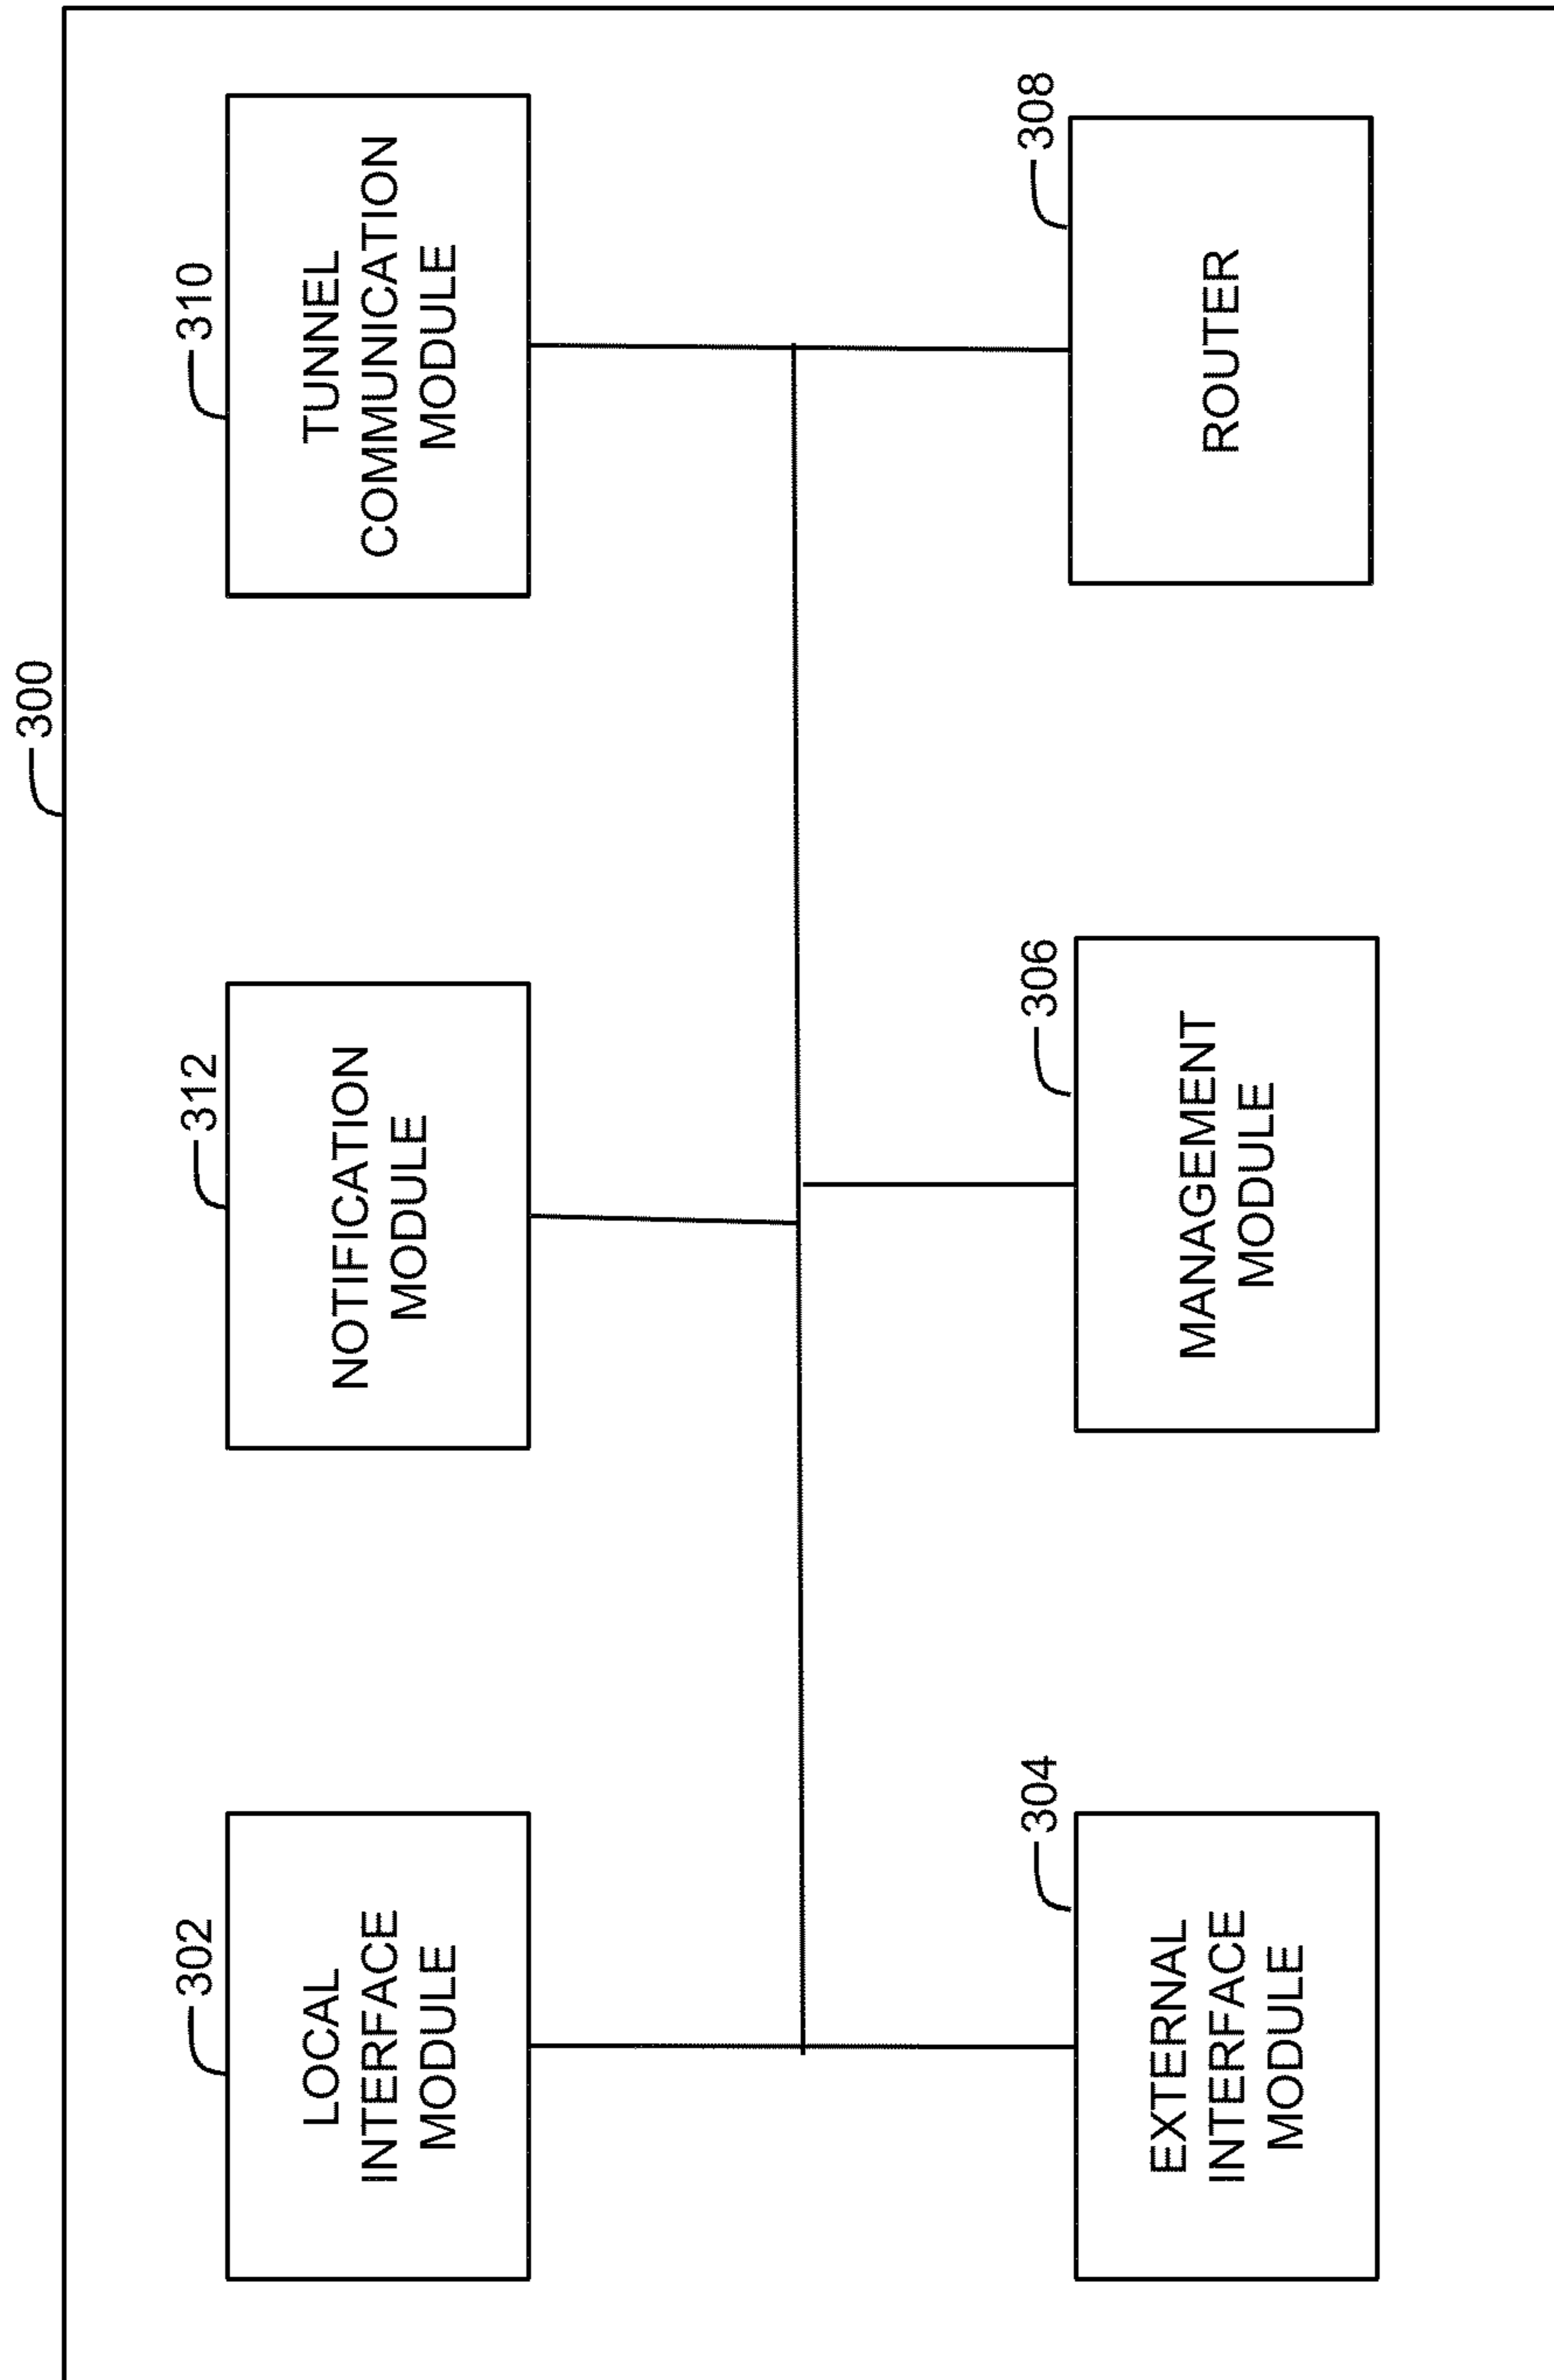 300
302
LOCAL
INTERFACE
MODULE
312
NOTIFICATION
MODULE
310
TUNNEL
COMMUNICATION
MODULE
304
EXTERNAL
INTERFACE
MODULE
306
MANAGEMENT
MODULE
308
ROUTER